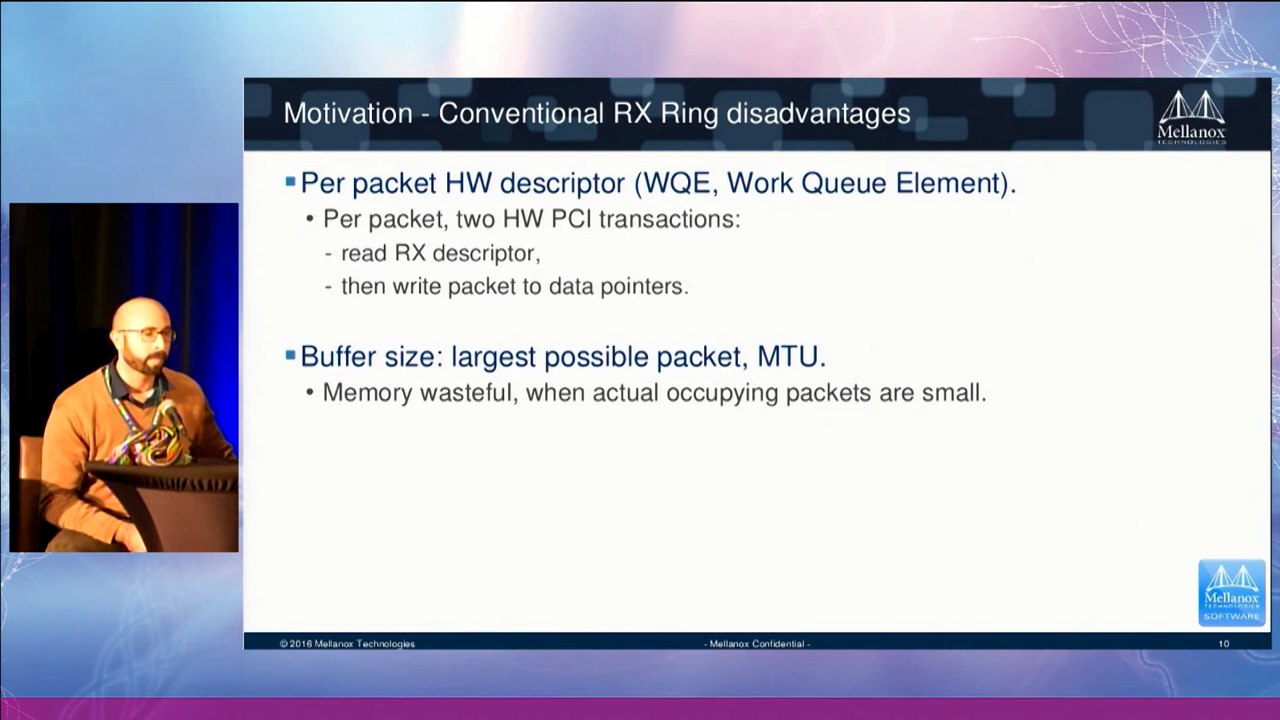 Motivation - Conventional RX Ring disadvantages
Mellanox
TECHNOLOGIES
Per packet HW descriptor (WQE, Work Queue Element).
• Per packet, two HW PCI transactions:
- read RX descriptor,
- then write packet to data pointers.
Buffer size: largest possible packet, MTU.
• Memory wasteful, when actual occupying packets are small.
Mellanox
TECHNOLOGIES
SOFTWARE
© 2016 Mellanox Technologies
- Mellanox Confidential -
10